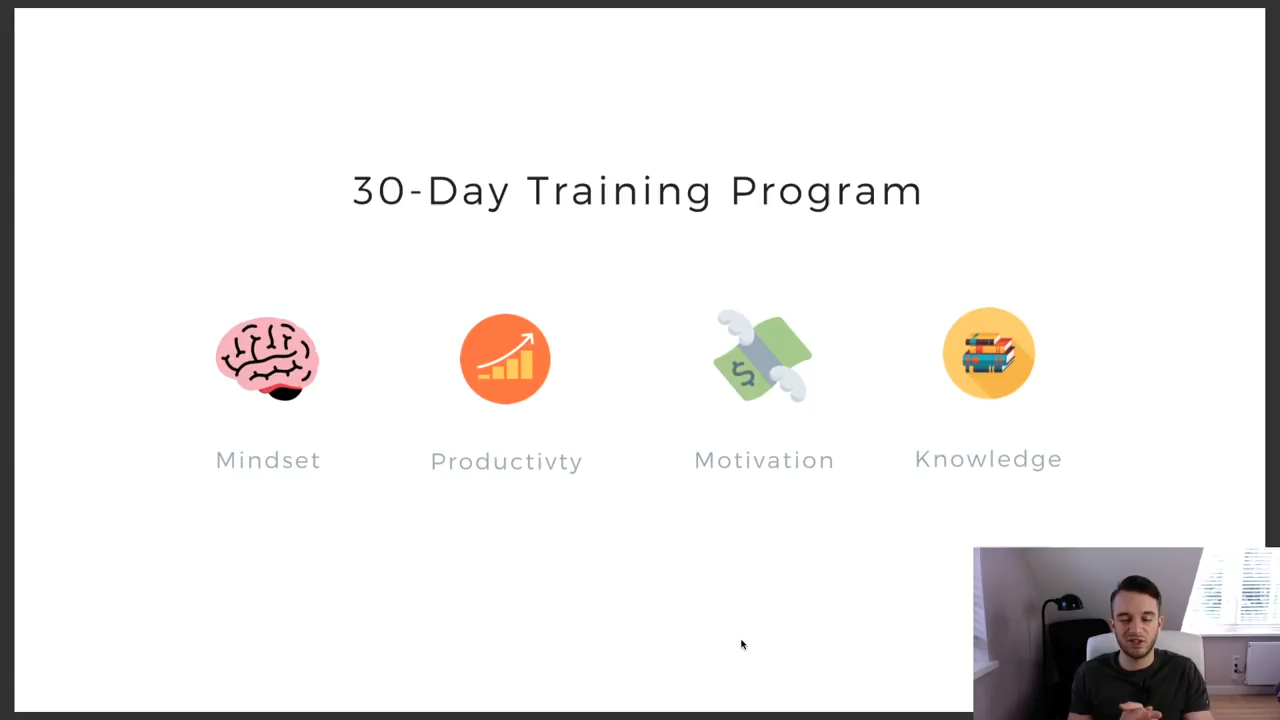 30-Day Training Program
Mindset
Productivty
Motivation
Knowledge